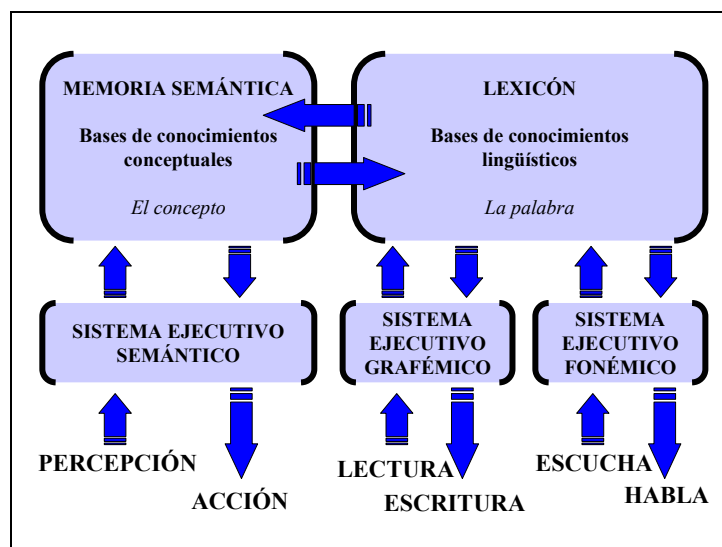 MEMORIA SEMÁNTICA
Bases de conocimientos
conceptuales
El concepto
LEXICÓN
Bases de conocimientos
lingüísticos
La palabra
SISTEMA EJECUTIVO
SEMÁNTICO
SISTEMA
EJECUTIVO
GRAFÉMICO
SISTEMA
EJECUTIVO
FONÉMICO
PERCEPCIÓN
ACCIÓN
LECTURA
ESCRITURA
ESCUCHA
HABLA